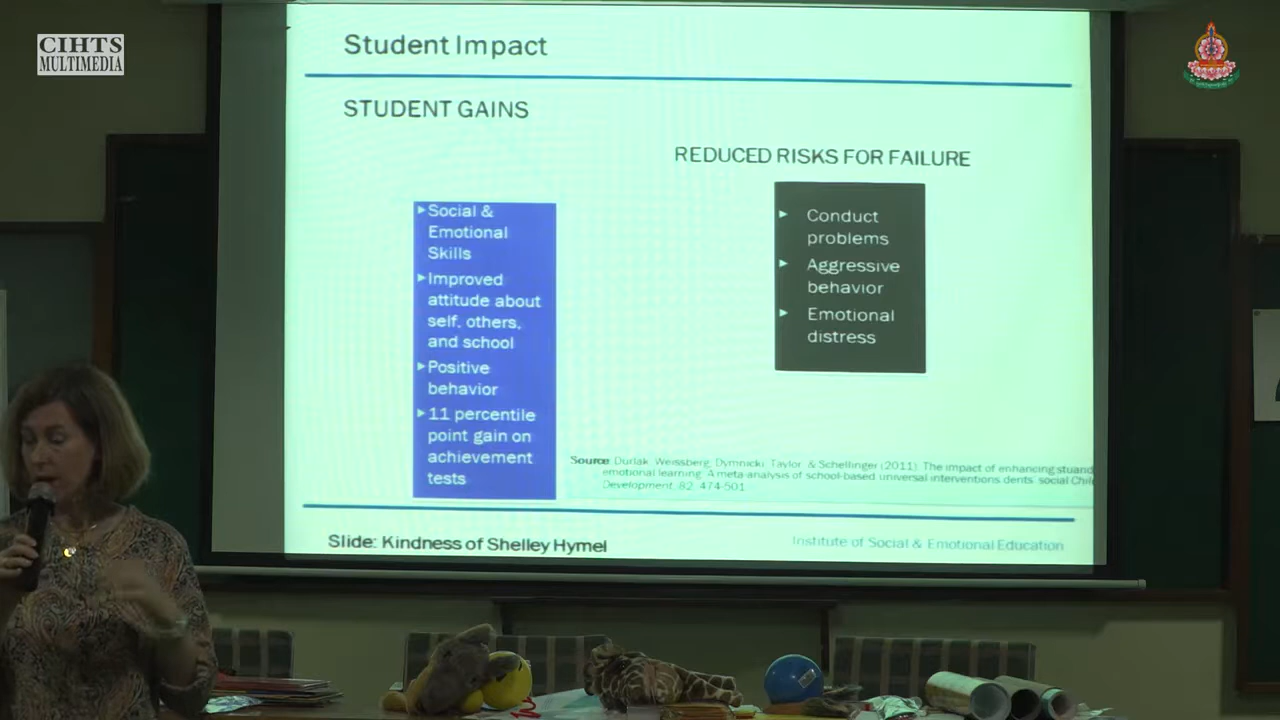 CIHTS
MULTIMEDIA
Student Impact
STUDENT GAINS
REDUCED RISKS FOR FAILURE
Social &
Emotional
Skills
Improved
attitude about
self, others,
and school
Positive
behavior
11 percentile
point gain on
achievement
tests
Conduct
problems
Aggressive
behavior
Emotional
distress
Source: Durlak, Weissberg, Dymnicki, Taylor, & Schellinger (2011). The impact of enhancing stuand
emotional learning: A meta-analysis of school-based universal interventions dents' social Child
Development, 82, 474-501.
Slide: Kindness of Shelley Hymel
Institute of Social & Emotional Education